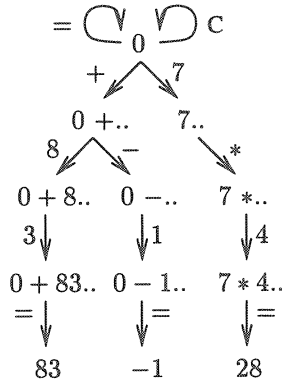 = C
0
+ 7
0 +.. 7..
8 − *
0 + 8.. 0 −.. 7 *..
3 1 4
0 + 83.. 0 − 1.. 7 * 4..
= = =
83 −1 28